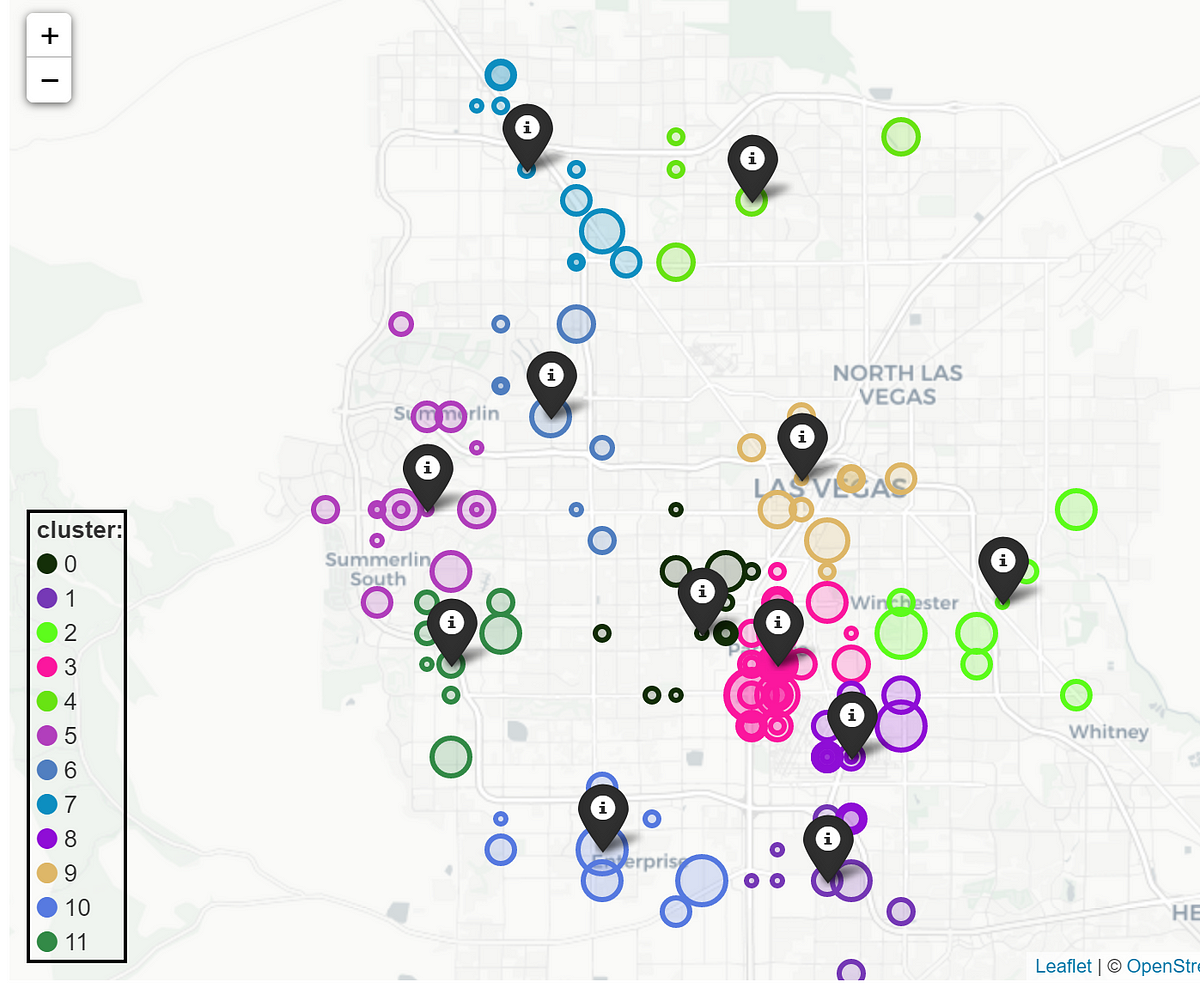 +
−
NORTH LAS
VEGAS
Summerlin
LAS VEGAS
Summerlin
South
Winchester
Whitney
Enterprise
HE
cluster:
0
1
2
3
4
5
6
7
8
9
10
11
i
i
i
i
i
i
i
i
i
i
i
i
Leaflet | © OpenStre